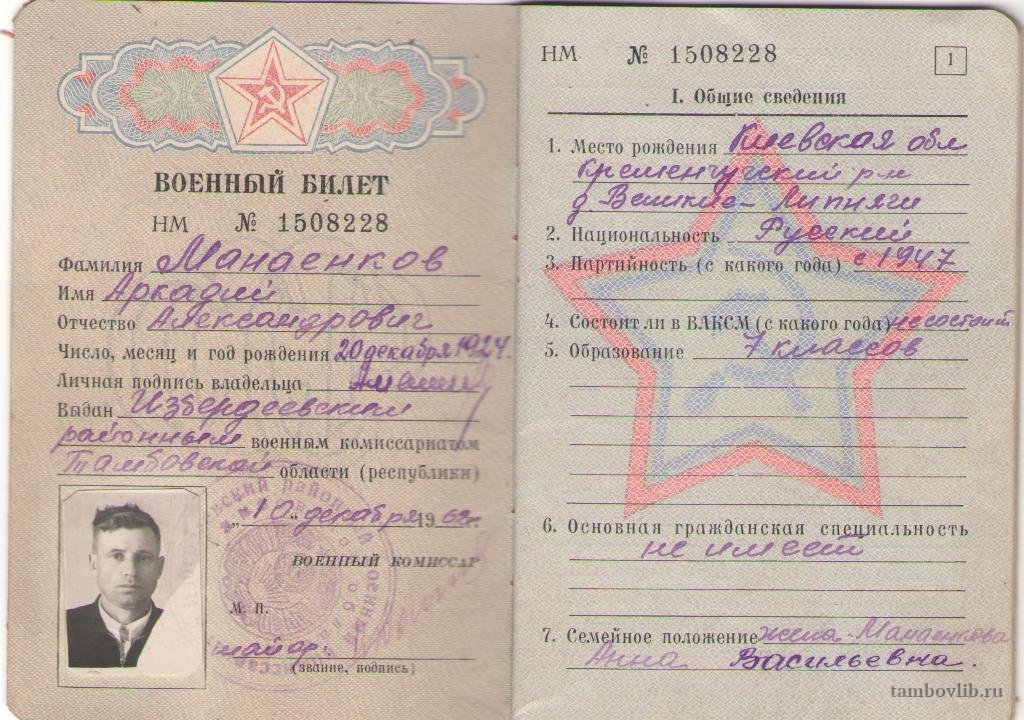 ВОЕННЫЙ БИЛЕТ
НМ № 1508228
Фамилия Манаенков
Имя Аркадий
Отчество Александрович
Число, месяц и год рождения 20 декабря 1924 г.
Личная подпись владельца
Выдан Избердеевским
районным военным комиссариатом
Тамбовской области (республики)
„10" декабря 1963 г.
ВОЕННЫЙ КОМИССАР
М. П.
майор:
(звание, подпись)
НМ № 1508228
1
I. Общие сведения
1. Место рождения Киевская обл
Кременчугский р-н
д. Великие-Липняги
2. Национальность Русский
3. Партийность (с какого года) с 1947
4. Состоит ли в ВЛКСМ (с какого года) не состоит
5. Образование 7 классов
6. Основная гражданская специальность
не имеет
7. Семейное положение жена-Манаенкова
Анна Васильевна.
tambovlib.ru